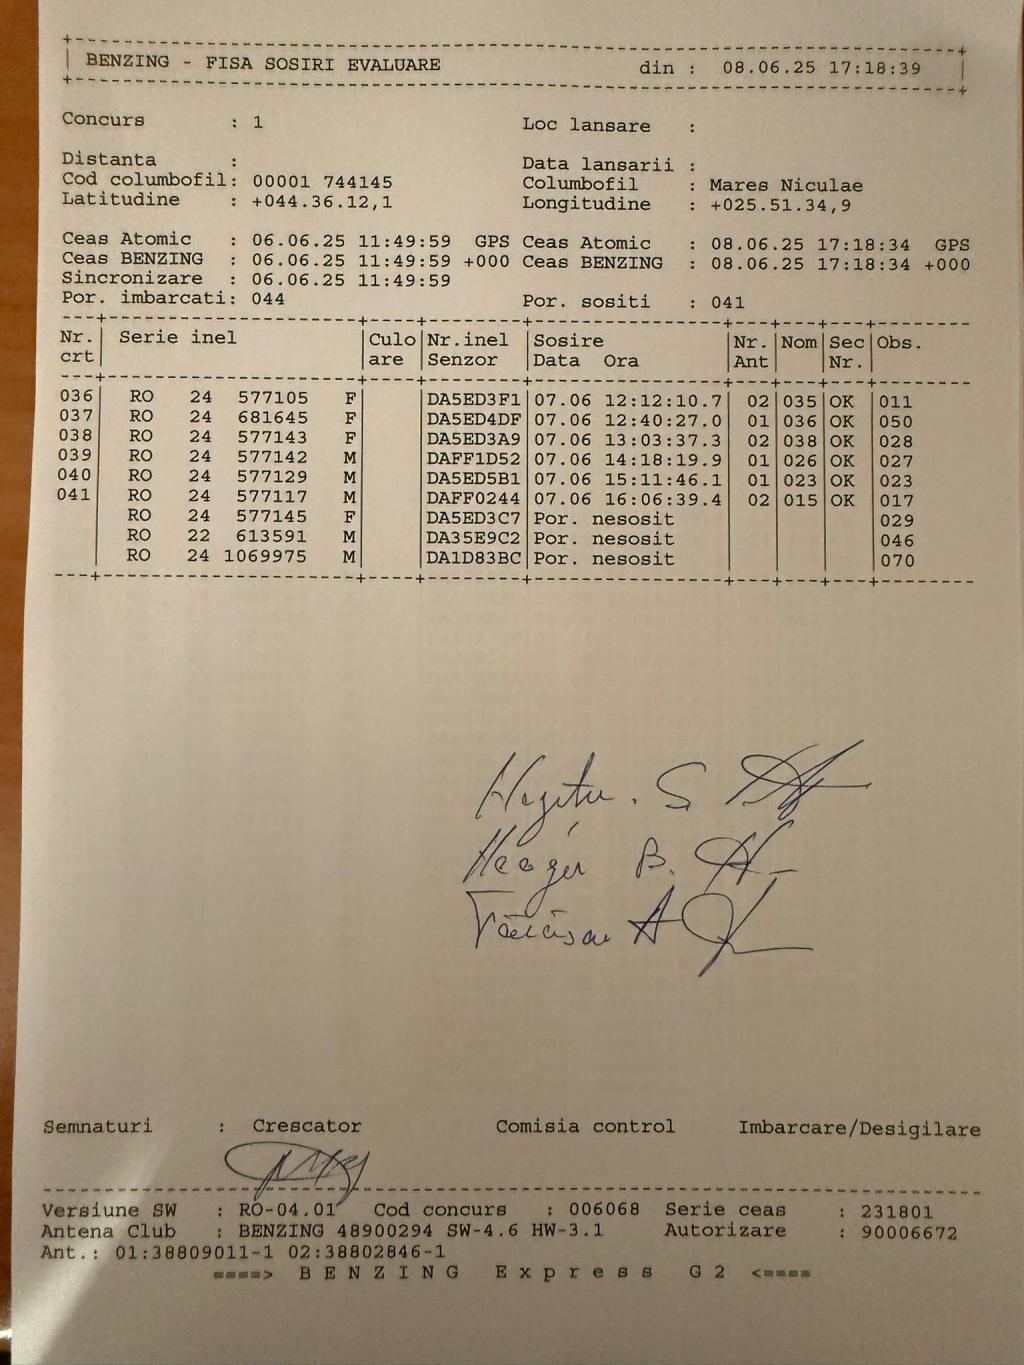 BENZING - FISA SOSIRI EVALUARE din : 08.06.25 17:18:39
Concurs : 1 Loc lansare :
Distanta : Data lansarii :
Cod columbofil: 00001 744145 Columbofil : Mares Niculae
Latitudine : +044.36.12,1 Longitudine : +025.51.34,9
Ceas Atomic : 06.06.25 11:49:59 GPS Ceas Atomic : 08.06.25 17:18:34 GPS
Ceas BENZING : 06.06.25 11:49:59 +000 Ceas BENZING : 08.06.25 17:18:34 +000
Sincronizare : 06.06.25 11:49:59
Por. imbarcati: 044 Por. sositi : 041
Nr. Serie inel Culo Nr.inel Sosire Nr. Nom Sec Obs.
crt are Senzor Data Ora Ant Nr.
036 RO 24 577105 F DA5ED3F1 07.06 12:12:10.7 02 035 OK 011
037 RO 24 681645 F DA5ED4DF 07.06 12:40:27.0 01 036 OK 050
038 RO 24 577143 F DA5ED3A9 07.06 13:03:37.3 02 038 OK 028
039 RO 24 577142 M DAFF1D52 07.06 14:18:19.9 01 026 OK 027
040 RO 24 577129 M DA5ED5B1 07.06 15:11:46.1 01 023 OK 023
041 RO 24 577117 M DAFF0244 07.06 16:06:39.4 02 015 OK 017
RO 24 577145 F DA5ED3C7 Por. nesosit 029
RO 22 613591 M DA35E9C2 Por. nesosit 046
RO 24 1069975 M DA1D83BC Por. nesosit 070
S
B.
A
Semnaturi : Crescator Comisia control Imbarcare/Desigilare
Versiune SW : RO-04.01 Cod concurs : 006068 Serie ceas : 231801
Antena Club : BENZING 48900294 SW-4.6 HW-3.1 Autorizare : 90006672
Ant.: 01:38809011-1 02:38802846-1
====> B E N Z I N G E x p r e s s G 2 <====